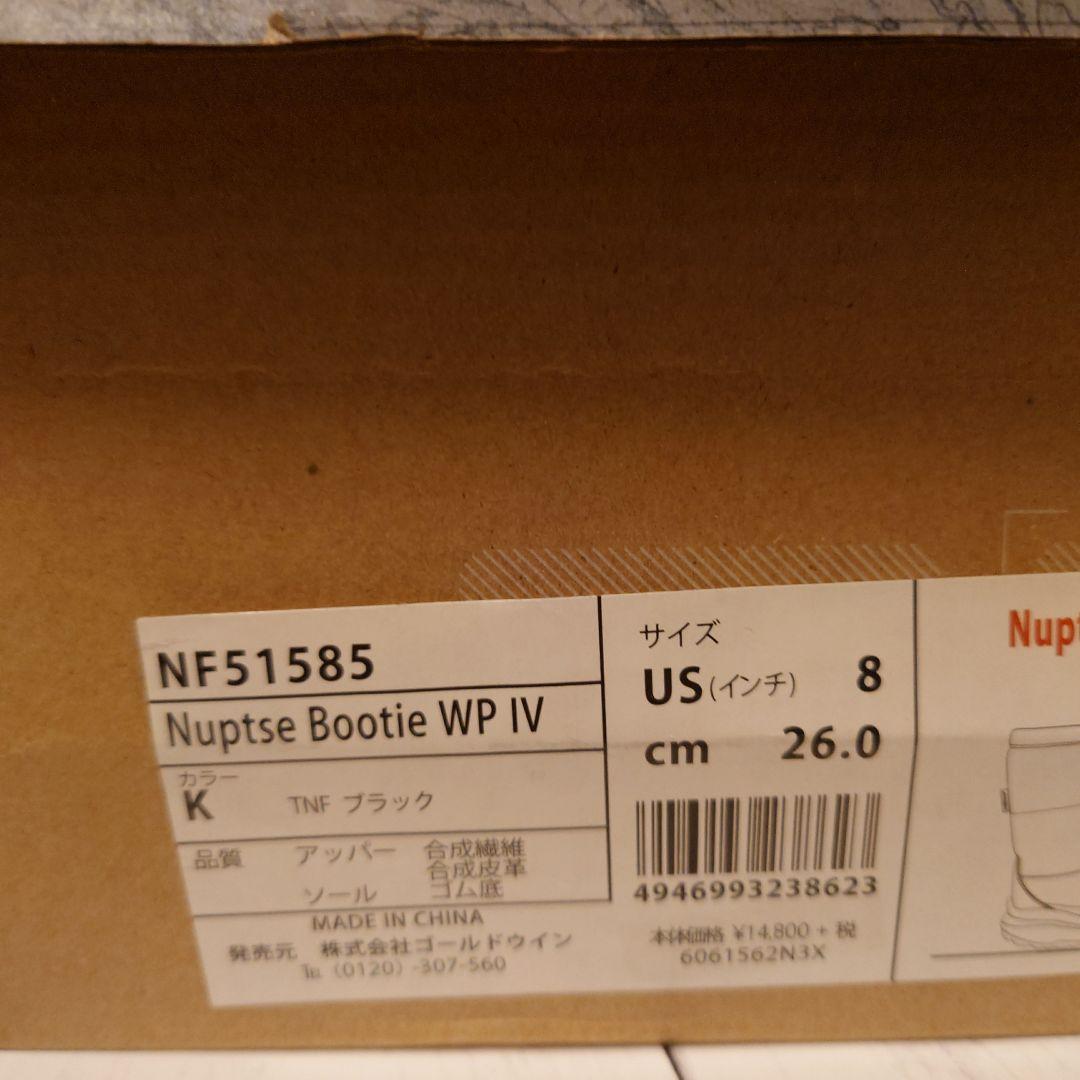 NF51585
Nuptse Bootie WP IV
カラー
K TNF ブラック
品質 アッパー 合成繊維
合成皮革
ソール ゴム底
MADE IN CHINA
発売元 株式会社ゴールドウイン
℡ (0120) -307-560
サイズ
US (インチ) 8
cm 26.0
4946993238623
本体価格 ¥14,800 + 税
6061562N3X
Nupt